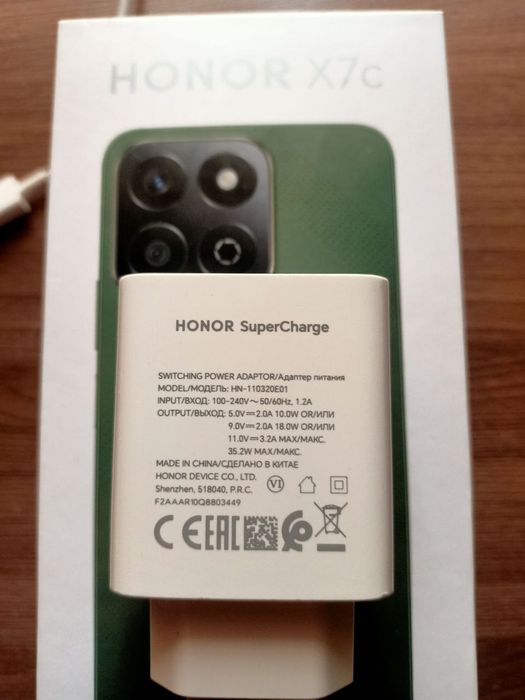 HONOR X7c
HONOR SuperCharge
SWITCHING POWER ADAPTOR/Адаптер питания
MODEL/МОДЕЛЬ: HN-110320E01
INPUT/ВХОД: 100-240V~50/60Hz, 1.2A
OUTPUT/ВЫХОД: 5.0V⎓2.0A 10.0W OR/ИЛИ
9.0V⎓2.0A 18.0W OR/ИЛИ
11.0V⎓3.2A MAX/МАКС.
35.2W MAX/МАКС.
MADE IN CHINA/СДЕЛАНО В КИТАЕ
HONOR DEVICE CO., LTD.
Shenzhen, 518040, P.R.C.
VI
F2AAAR10Q8803449
CE EAC